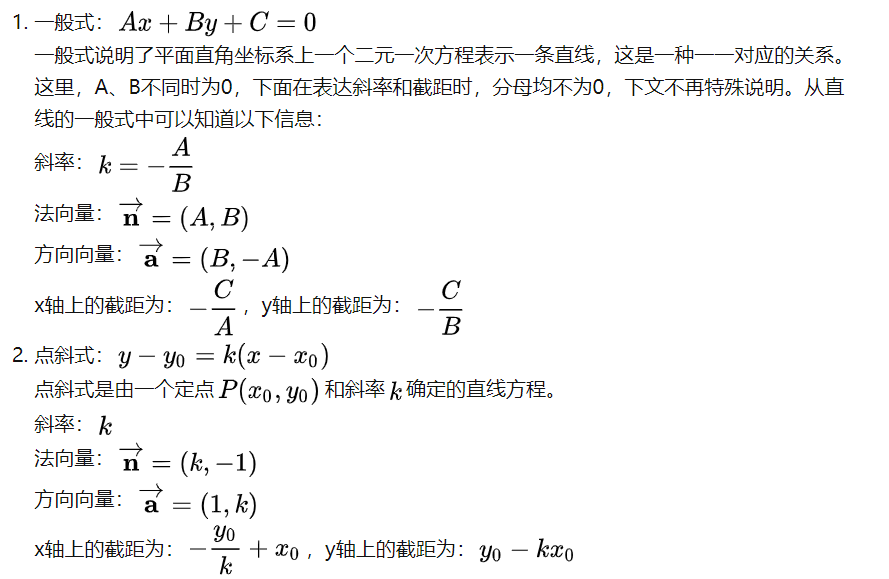 1. 一般式： Ax + By + C = 0
一般式说明了平面直角坐标系上一个二元一次方程表示一条直线，这是一种一一对应的关系。
这里，A、B不同时为0，下面在表达斜率和截距时，分母均不为0，下文不再特殊说明。从直
线的一般式中可以知道以下信息：
斜率： k = −\frac{A}{B}
法向量： \overrightarrow{\mathbf{n}} = (A, B)
方向向量： \overrightarrow{\mathbf{a}} = (B, −A)
x轴上的截距为： −\frac{C}{A} ，y轴上的截距为： −\frac{C}{B}
2. 点斜式： y − y_0 = k(x − x_0)
点斜式是由一个定点 P(x_0, y_0) 和斜率 k 确定的直线方程。
斜率： k
法向量： \overrightarrow{\mathbf{n}} = (k, −1)
方向向量： \overrightarrow{\mathbf{a}} = (1, k)
x轴上的截距为： −\frac{y_0}{k} + x_0 ，y轴上的截距为： y_0 − kx_0